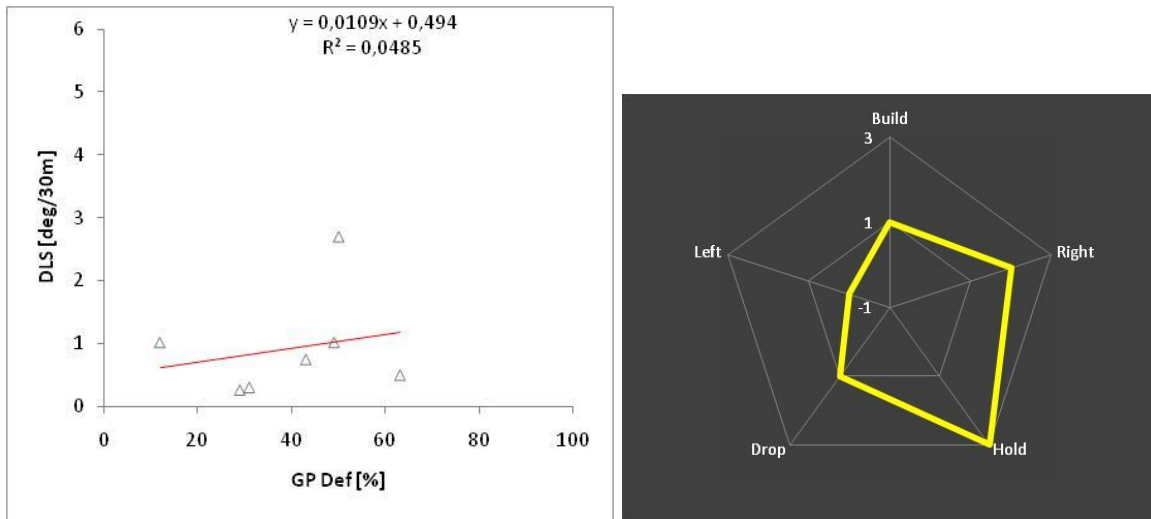 y = 0,0109x + 0,494
R² = 0,0485
6
5
4
3
2
1
0
DLS [deg/30m]
0 20 40 60 80 100
GP Def [%]
Build
3
1
-1
Left
Right
Drop
Hold